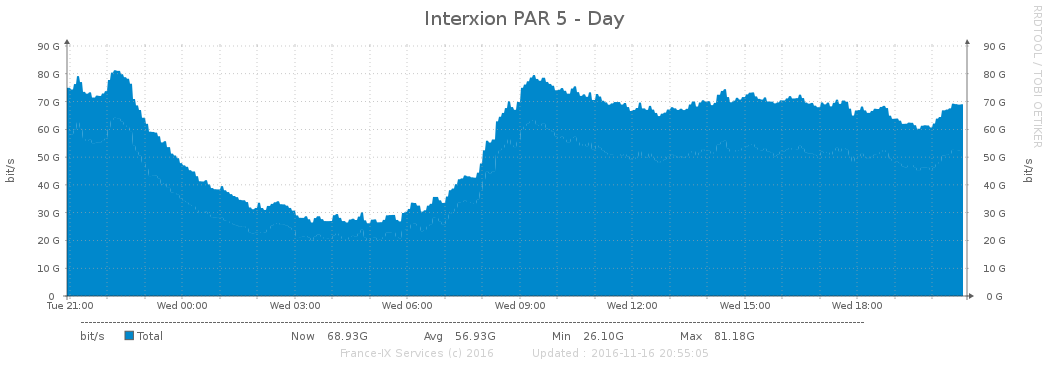 Interxion PAR 5 - Day
RRDTOOL / TOBI OETIKER
90 G 90 G
80 G 80 G
70 G 70 G
60 G 60 G
50 G 50 G
40 G 40 G
30 G 30 G
20 G 20 G
10 G 10 G
0 0 G
bit/s bit/s
Tue 21:00 Wed 00:00 Wed 03:00 Wed 06:00 Wed 09:00 Wed 12:00 Wed 15:00 Wed 18:00
bit/s Total Now 68.93G Avg 56.93G Min 26.10G Max 81.18G
France-IX Services (c) 2016 Updated : 2016-11-16 20:55:05